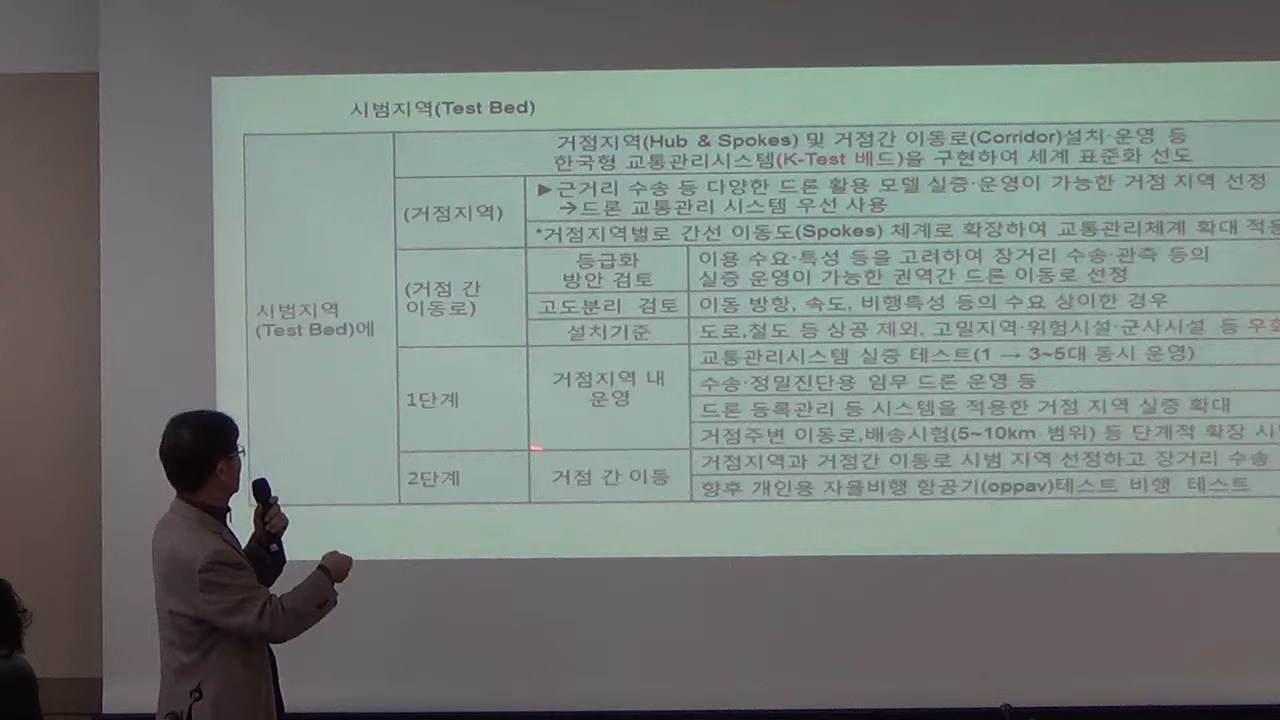 시범지역(Test Bed)
거점지역(Hub & Spokes) 및 거점간 이동로(Corridor)설치·운영 등
한국형 교통관리시스템(K-Test 베드)을 구현하여 세계 표준화 선도
시범지역
(Test Bed)에
(거점지역)
▶근거리 수송 등 다양한 드론 활용 모델 실증·운영이 가능한 거점 지역 선정
→드론 교통관리 시스템 우선 사용
*거점지역별로 간선 이동도(Spokes) 체계로 확장하여 교통관리체계 확대 적용
(거점 간
이동로)
등급화
방안 검토
이용 수요·특성 등을 고려하여 장거리 수송·관측 등의
실증 운영이 가능한 권역간 드론 이동로 선정
고도분리 검토
이동 방향, 속도, 비행특성 등의 수요 상이한 경우
설치기준
도로,철도 등 상공 제외, 고밀지역·위험시설·군사시설 등
1단계
거점지역 내
운영
교통관리시스템 실증 테스트(1 → 3~5대 동시 운영)
수송·정밀진단용 임무 드론 운영 등
드론 등록관리 등 시스템을 적용한 거점 지역 실증 확대
거점주변 이동로,배송시험(5~10km 범위) 등 단계적 확장
2단계
거점 간 이동
거점지역과 거점간 이동로 시범 지역 선정하고 장거리 수송
향후 개인용 자율비행 항공기(oppav)테스트 비행 테스트